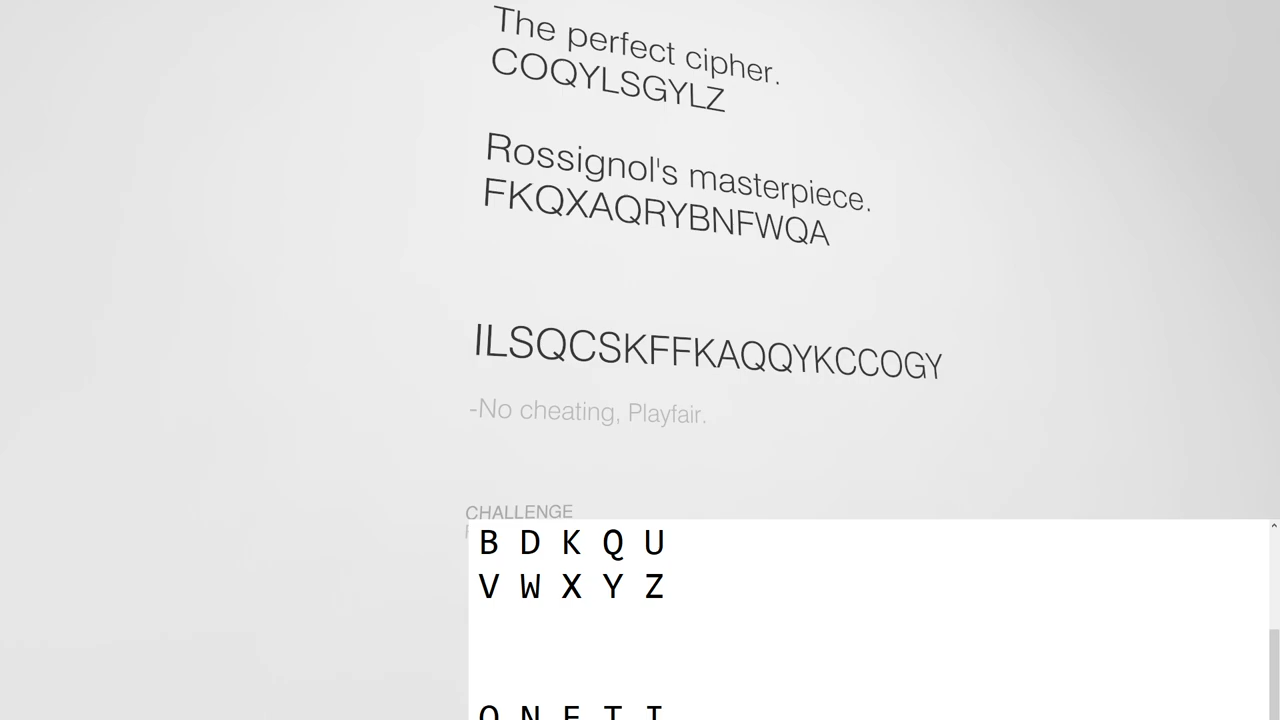 The perfect cipher.
COQYLSGYLZ
Rossignol's masterpiece.
FKQXAQRYBNFWQA
ILSQCSKFFKAQQYKCCOGY
-No cheating, Playfair.
CHALLENGE
B D K Q U
V W X Y Z